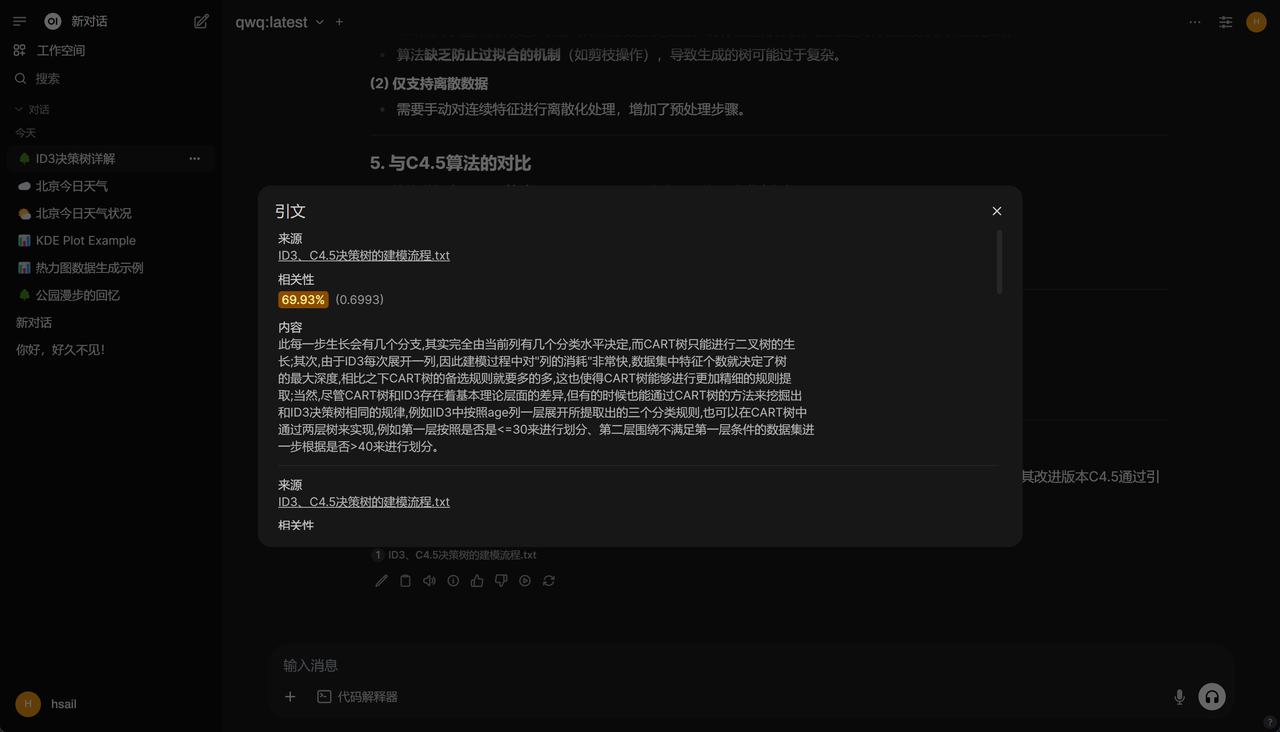 新对话
qwq:latest
H
工作空间
搜索
对话
今天
ID3决策树详解
北京今日天气
北京今日天气状况
KDE Plot Example
热力图数据生成示例
公园漫步的回忆
新对话
你好，好久不见！
H
hsail
算法缺乏防止过拟合的机制（如剪枝操作），导致生成的树可能过于复杂。
(2) 仅支持离散数据
需要手动对连续特征进行离散化处理，增加了预处理步骤。
5. 与C4.5算法的对比
引文
来源
ID3、C4.5决策树的建模流程.txt
相关性
69.93% (0.6993)
内容
此每一步生长会有几个分支,其实完全由当前列有几个分类水平决定,而CART树只能进行二叉树的生
长;其次,由于ID3每次展开一列,因此建模过程中对"列的消耗"非常快,数据集中特征个数就决定了树
的最大深度,相比之下CART树的备选规则就要多的多,这也使得CART树能够进行更加精细的规则提
取;当然,尽管CART树和ID3存在着基本理论层面的差异,但有的时候也能通过CART树的方法来挖掘出
和ID3决策树相同的规律,例如ID3中按照age列一层展开所提取出的三个分类规则,也可以在CART树中
通过两层树来实现,例如第一层按照是否是<=30来进行划分、第二层围绕不满足第一层条件的数据集进
一步根据是否>40来进行划分。
来源
ID3、C4.5决策树的建模流程.txt
相关性
其改进版本C4.5通过引
1 ID3、C4.5决策树的建模流程.txt
输入消息
代码解释器
?